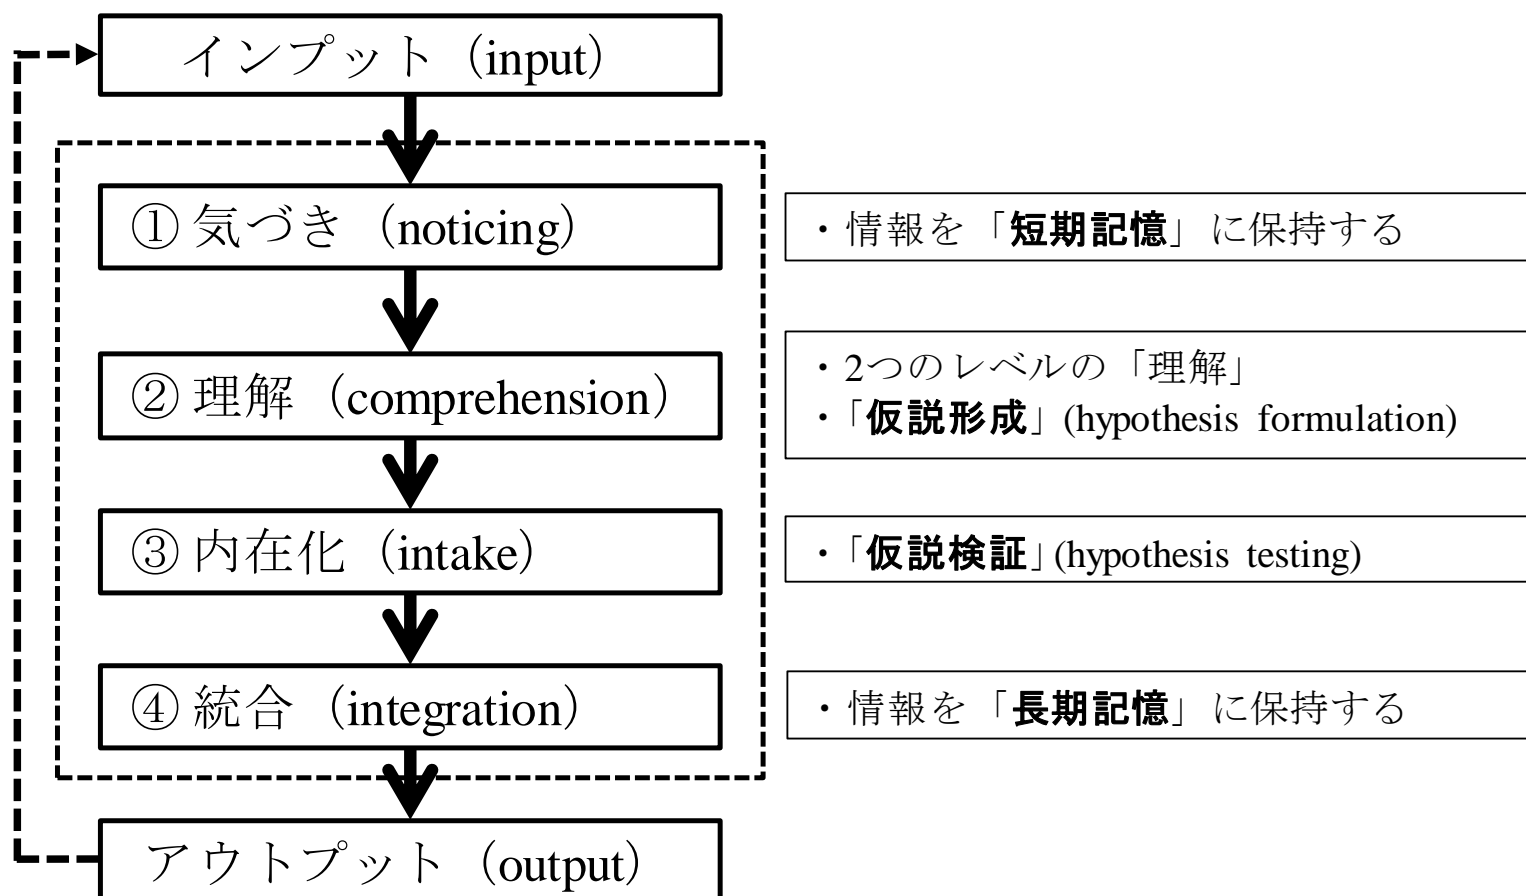 インプット（input）
① 気づき（noticing）
・情報を「短期記憶」に保持する
② 理解（comprehension）
・2つのレベルの「理解」
・「仮説形成」(hypothesis formulation)
③ 内在化（intake）
・「仮説検証」(hypothesis testing)
④ 統合（integration）
・情報を「長期記憶」に保持する
アウトプット（output）